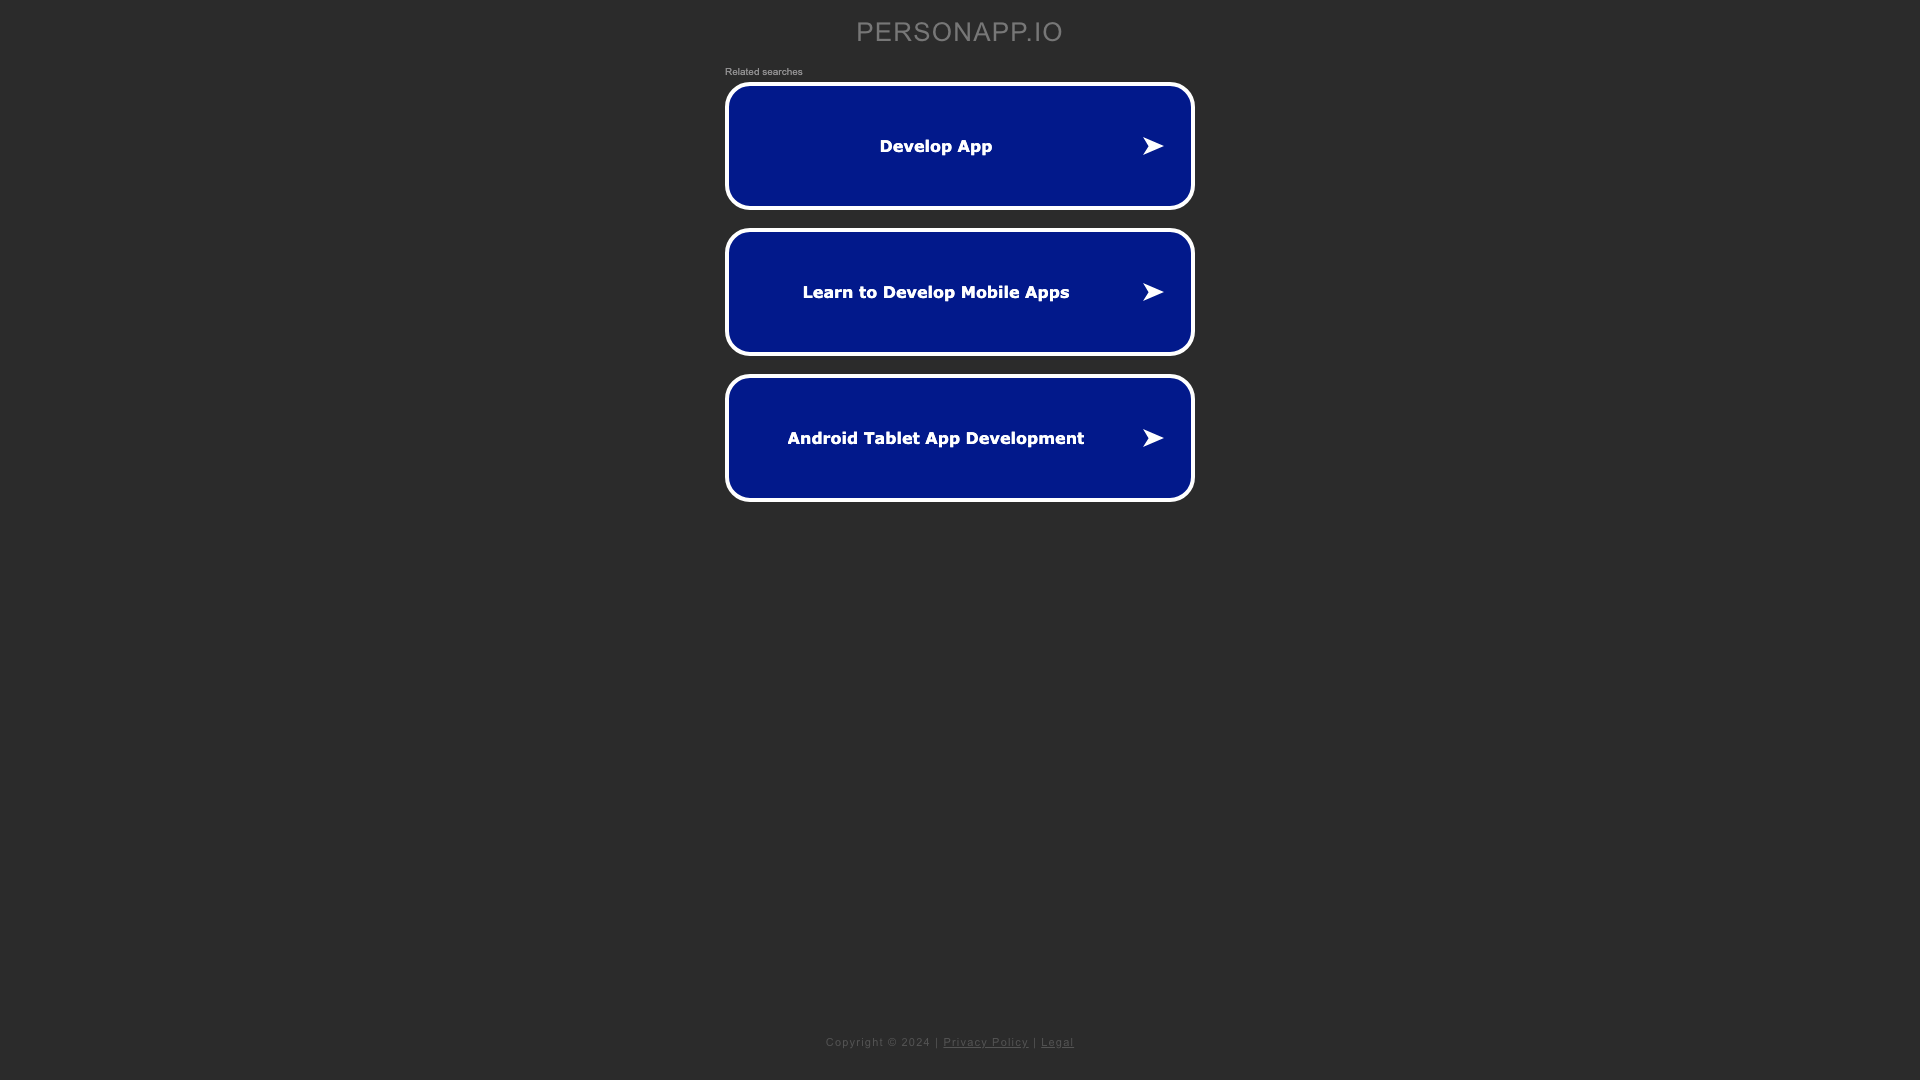 PERSONAPP.IO
Related searches
Develop App
Learn to Develop Mobile Apps
Android Tablet App Development
Copyright © 2024 | Privacy Policy | Legal